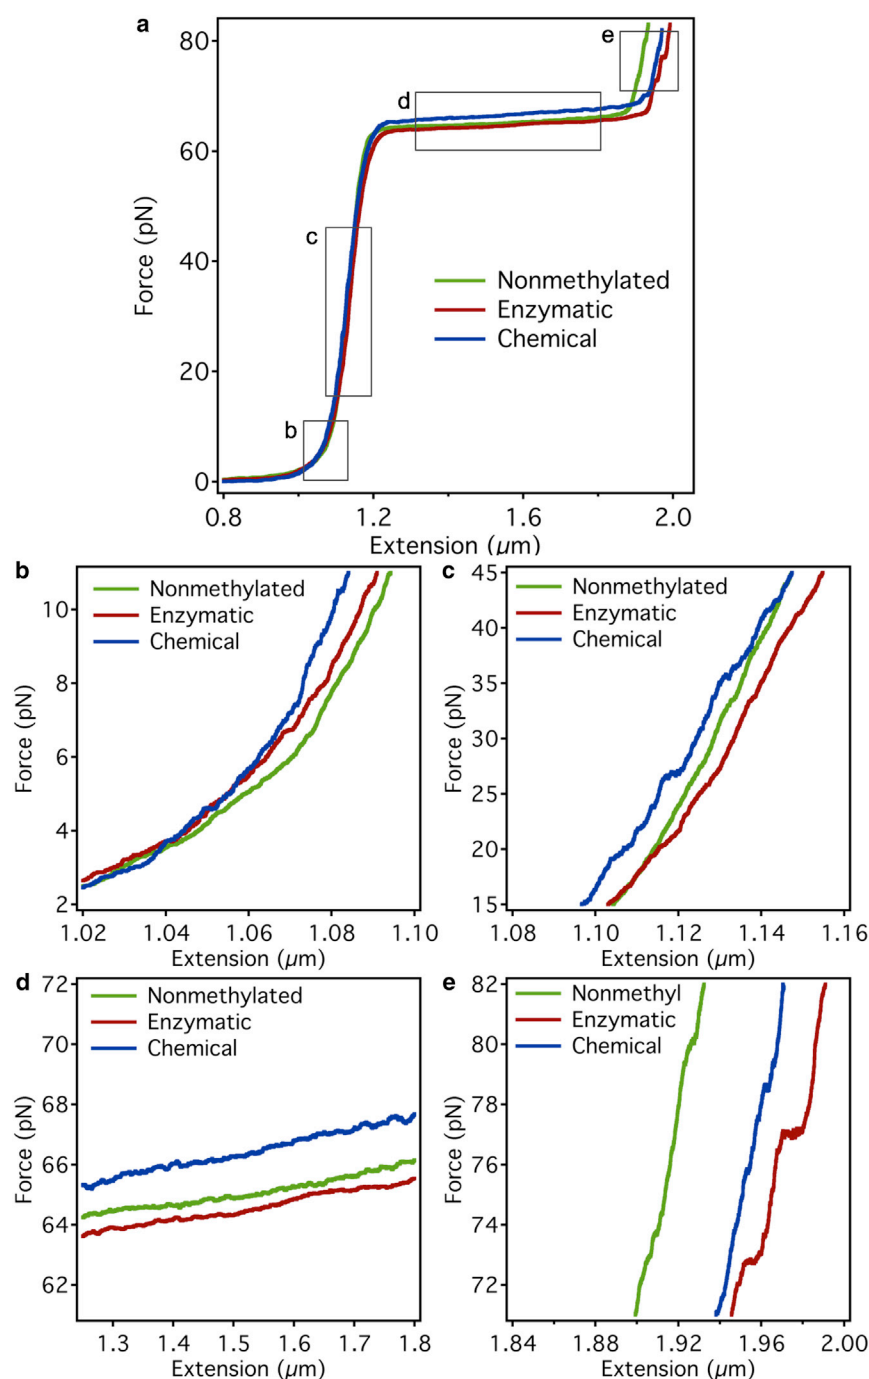 a
80
60
40
20
0
Force (pN)
e
d
c
b
Nonmethylated
Enzymatic
Chemical
0.8 1.2 1.6 2.0
Extension (μm)
b
Nonmethylated
Enzymatic
Chemical
10
8
6
4
2
Force (pN)
1.02 1.04 1.06 1.08 1.10
Extension (μm)
c
Nonmethylated
Enzymatic
Chemical
45
35
25
20
15
Force (pN)
1.08 1.10 1.12 1.14 1.16
Extension (μm)
d
Nonmethylated
Enzymatic
Chemical
72
70
68
66
64
62
Force (pN)
1.3 1.4 1.5 1.6 1.7 1.8
Extension (μm)
e
Nonmethyl
Enzymatic
Chemical
82
80
78
76
74
72
Force (pN)
1.84 1.88 1.92 1.96 2.00
Extension (μm)